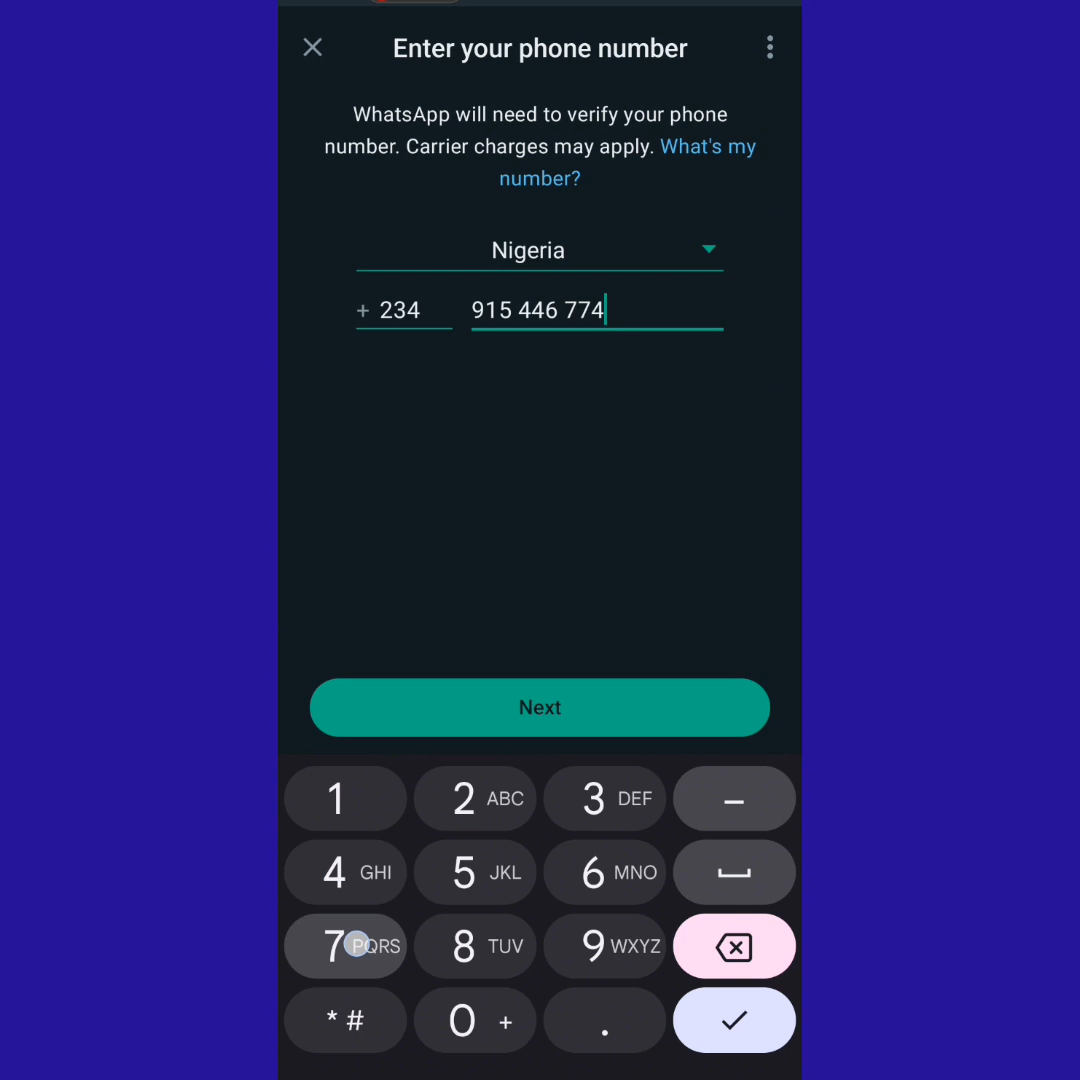 Enter your phone number
WhatsApp will need to verify your phone
number. Carrier charges may apply. What's my
number?
Nigeria
+ 234 915 446 774
Next
1 2 ABC 3 DEF –
4 GHI 5 JKL 6 MNO
7 PQRS 8 TUV 9 WXYZ
* # 0 + .